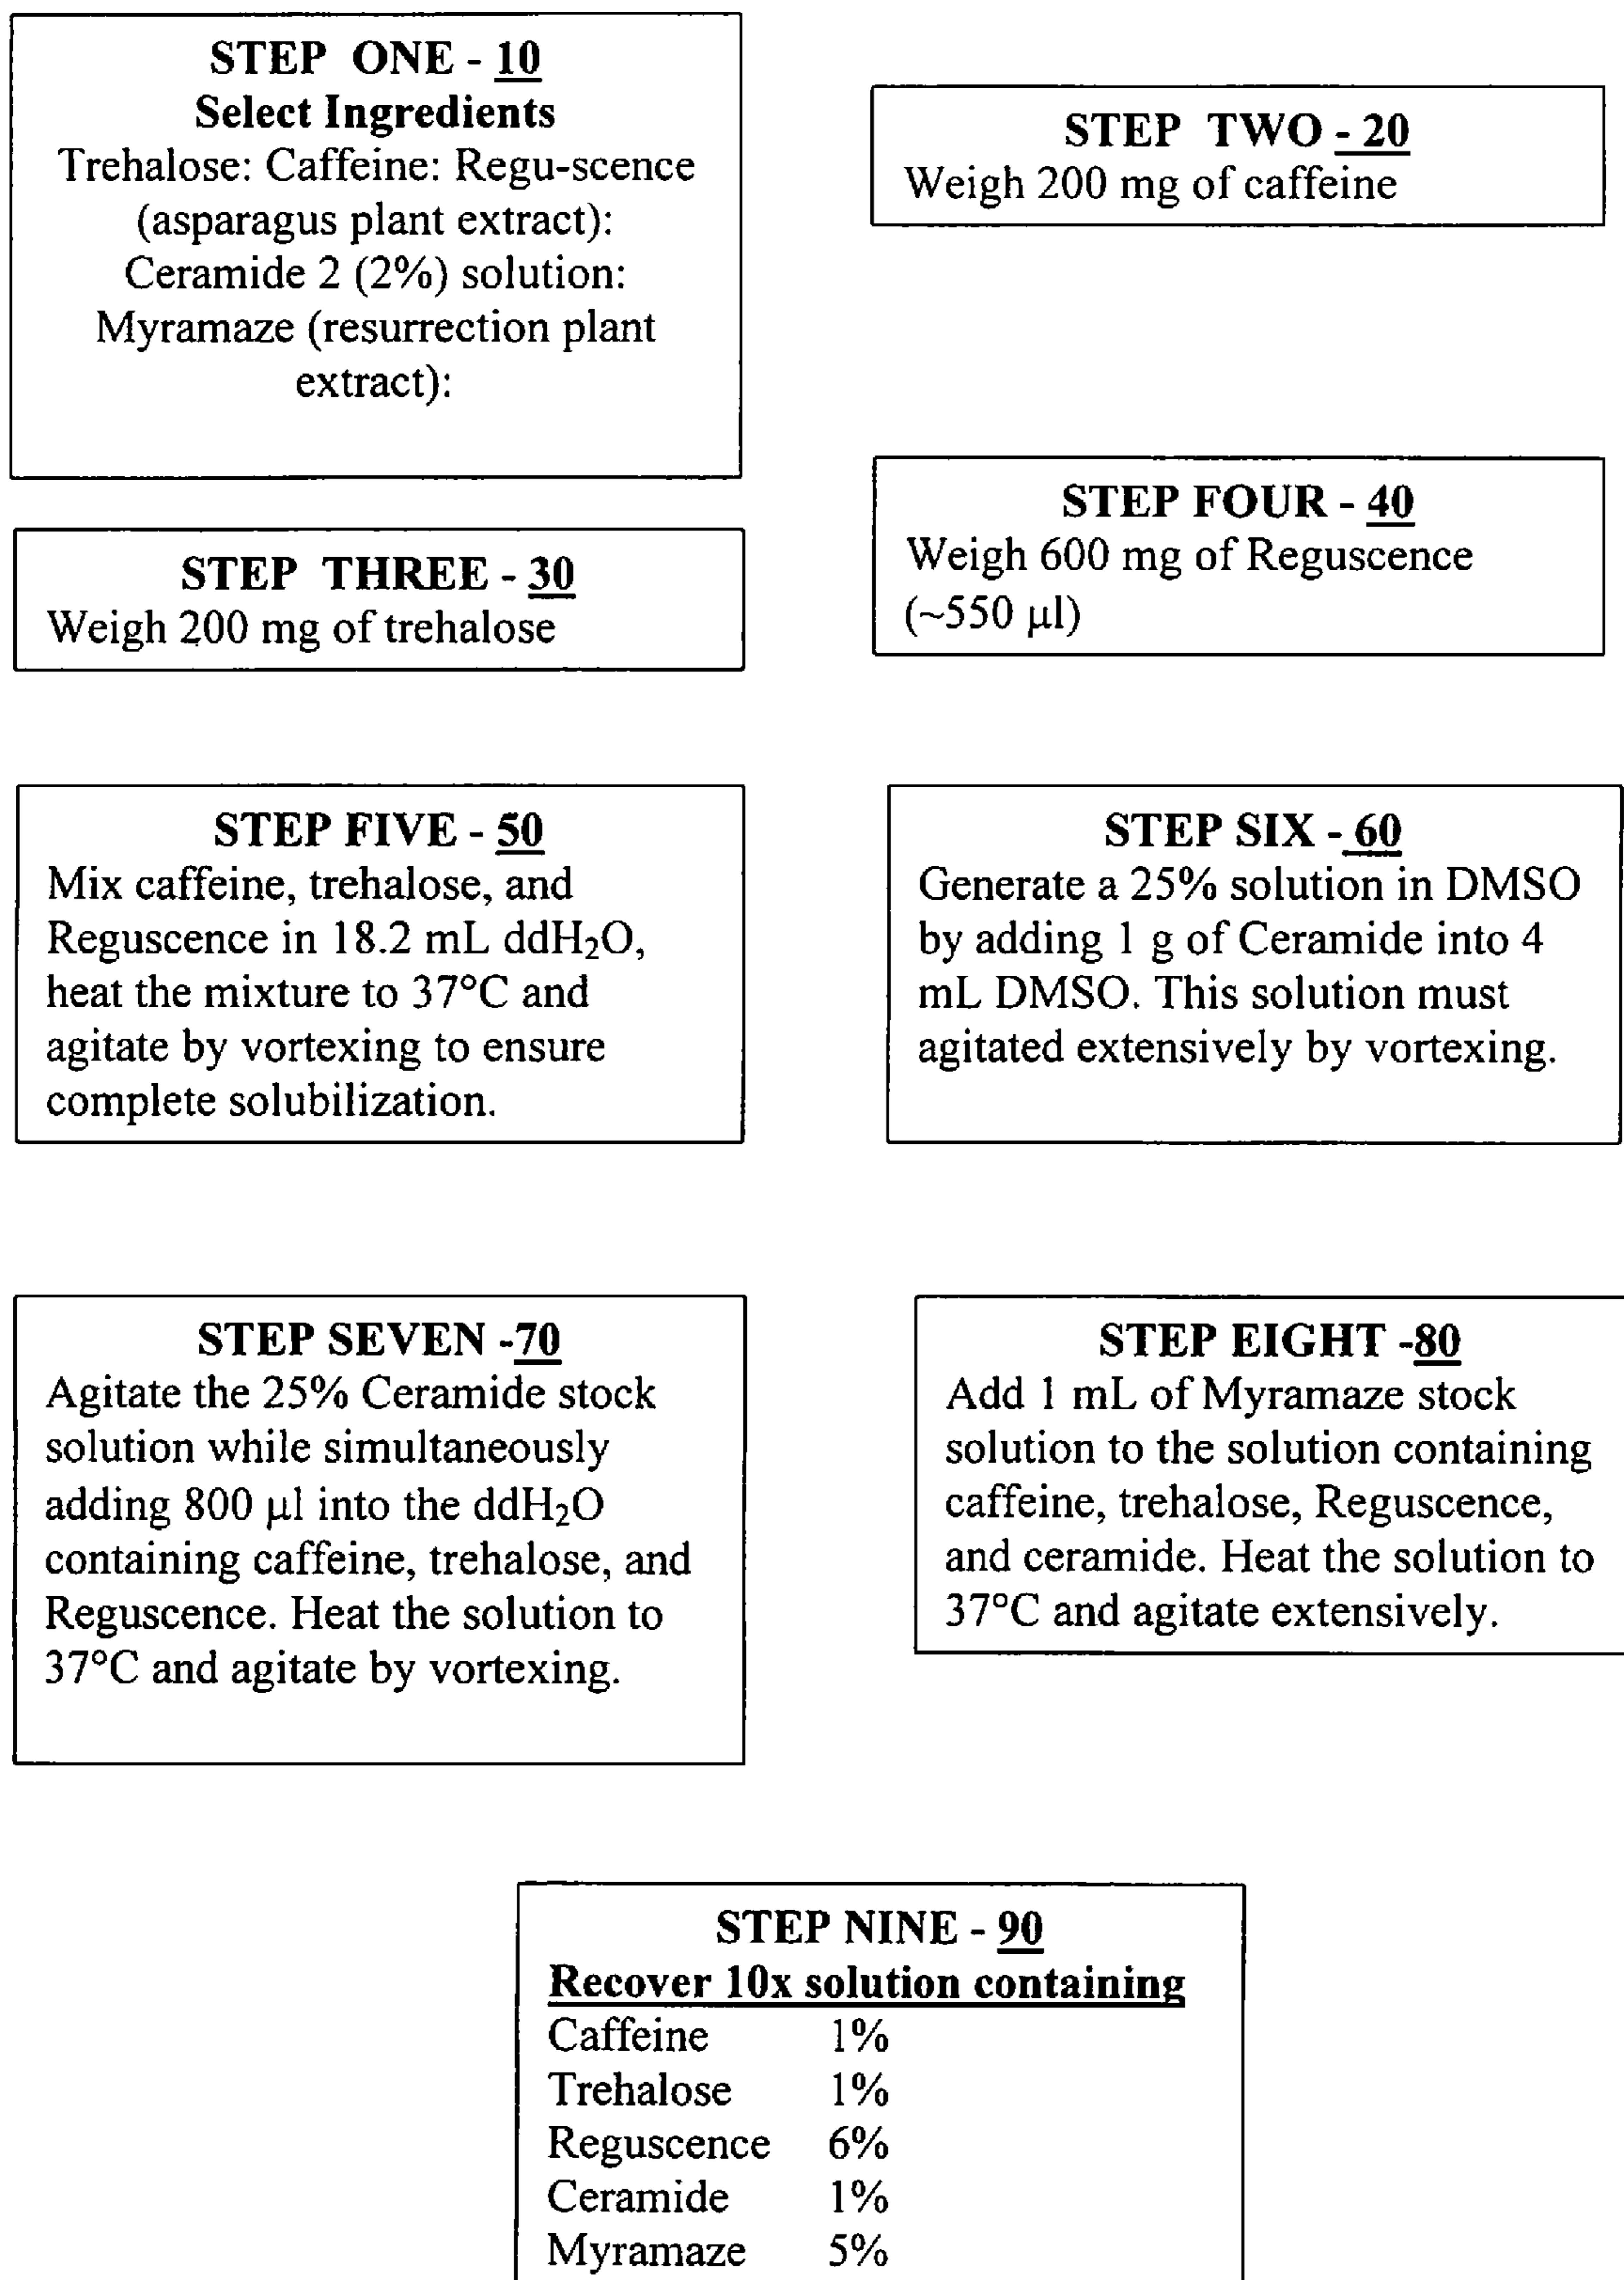 STEP ONE - 10
Select Ingredients
Trehalose: Caffeine: Regu-scence
(asparagus plant extract):
Ceramide 2 (2%) solution:
Myramaze (resurrection plant
extract):
STEP TWO - 20
Weigh 200 mg of caffeine
STEP THREE - 30
Weigh 200 mg of trehalose
STEP FOUR - 40
Weigh 600 mg of Reguscence
(~550 µl)
STEP FIVE - 50
Mix caffeine, trehalose, and
Reguscence in 18.2 mL ddH₂O,
heat the mixture to 37°C and
agitate by vortexing to ensure
complete solubilization.
STEP SIX - 60
Generate a 25% solution in DMSO
by adding 1 g of Ceramide into 4
mL DMSO. This solution must
agitated extensively by vortexing.
STEP SEVEN -70
Agitate the 25% Ceramide stock
solution while simultaneously
adding 800 µl into the ddH₂O
containing caffeine, trehalose, and
Reguscence. Heat the solution to
37°C and agitate by vortexing.
STEP EIGHT -80
Add 1 mL of Myramaze stock
solution to the solution containing
caffeine, trehalose, Reguscence,
and ceramide. Heat the solution to
37°C and agitate extensively.
STEP NINE - 90
Recover 10x solution containing
Caffeine 1%
Trehalose 1%
Reguscence 6%
Ceramide 1%
Myramaze 5%